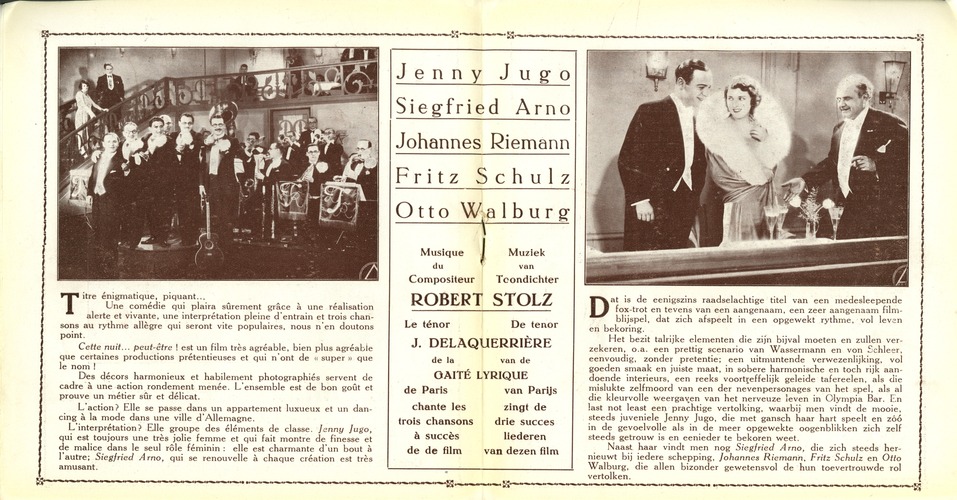 Titre énigmatique, piquant...
Une comédie qui plaira sûrement grâce à une réalisation
alerte et vivante, une interprétation pleine d'entrain et trois chan-
sons au rythme allègre qui seront vite populaires, nous n'en doutons
point.
Cette nuit... peut-être ! est un film très agréable, bien plus agréable
que certaines productions prétentieuses et qui n'ont de « super » que
le nom !
Des décors harmonieux et habilement photographiés servent de
cadre à une action rondement menée. L'ensemble est de bon goût et
prouve un métier sûr et délicat.
L'action? Elle se passe dans un appartement luxueux et un dan-
cing à la mode dans une ville d'Allemagne.
L'interprétation? Elle groupe des éléments de classe. Jenny Jugo,
qui est toujours une très jolie femme et qui fait montre de finesse et
de malice dans le seul rôle féminin : elle est charmante d'un bout à
l'autre; Siegfried Arno, qui se renouvelle à chaque création est très
amusant.
Jenny Jugo
Siegfried Arno
Johannes Riemann
Fritz Schulz
Otto Walburg
Musique Muziek
du van
Compositeur Toondichter
ROBERT STOLZ
Le ténor De tenor
J. DELAQUERRIÈRE
de la van de
GAITÉ LYRIQUE
de Paris van Parijs
chante les zingt de
trois chansons drie succes
à succès liederen
de de film van dezen film
Dat is de eenigszins raadselachtige titel van een medesleepende
fox-trot en tevens van een aangenaam, een zeer aangenaam film-
blijspel, dat zich afspeelt in een opgewekt rythme, vol leven
en bekoring.
Het bezit talrijke elementen die zijn bijval moeten en zullen ver-
zekeren, o.a. een prettig scenario van Wassermann en von Schleer,
eenvoudig, zonder pretentie; een uitmuntende verwezenlijking, vol
goeden smaak en juiste maat, in sobere harmonische en toch rijk aan-
doende interieurs, een reeks voortreffelijk geleide tafereelen, als die
mislukte zelfmoord van een der nevenpersonages van het spel, als al
die kleurvolle weergaven van het nerveuze leven in Olympia Bar. En
last not least een prachtige vertolking, waarbij men vindt de mooie,
steeds juveniele Jenny Jugo, die met gansch haar hart speelt en zóó
in de gevoelvolle als in de meer opgewekte oogenblikken zich zelf
steeds getrouw is en eenieder te bekoren weet.
Naast haar vindt men nog Siegfried Arno, die zich steeds her-
nieuwt bij iedere schepping, Johannes Riemann, Fritz Schulz en Otto
Walburg, die allen bizonder gewetensvol de hun toevertrouwde rol
vertolken.